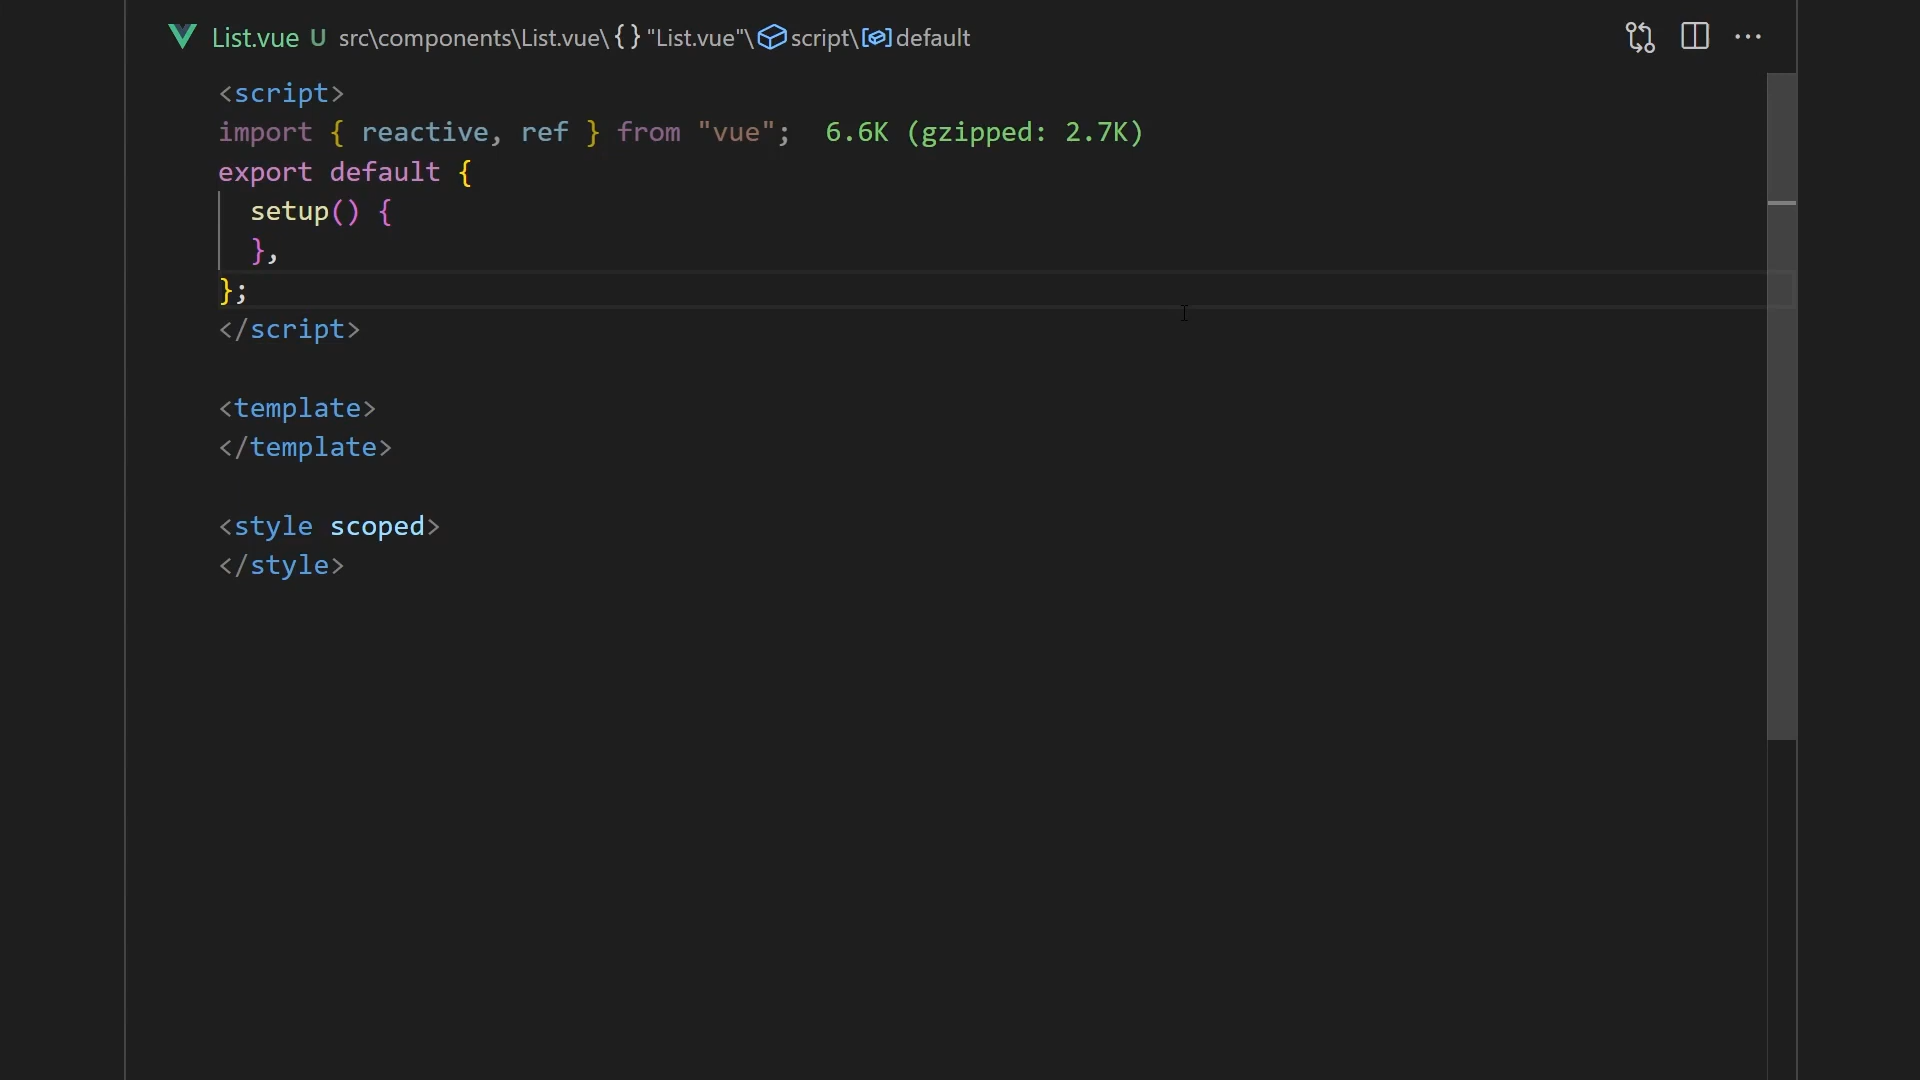 List.vue U src\components\List.vue\ {} "List.vue"\ script\ default
<script>
import { reactive, ref } from "vue"; 6.6K (gzipped: 2.7K)
export default {
  setup() {
  },
};
</script>

<template>
</template>

<style scoped>
</style>